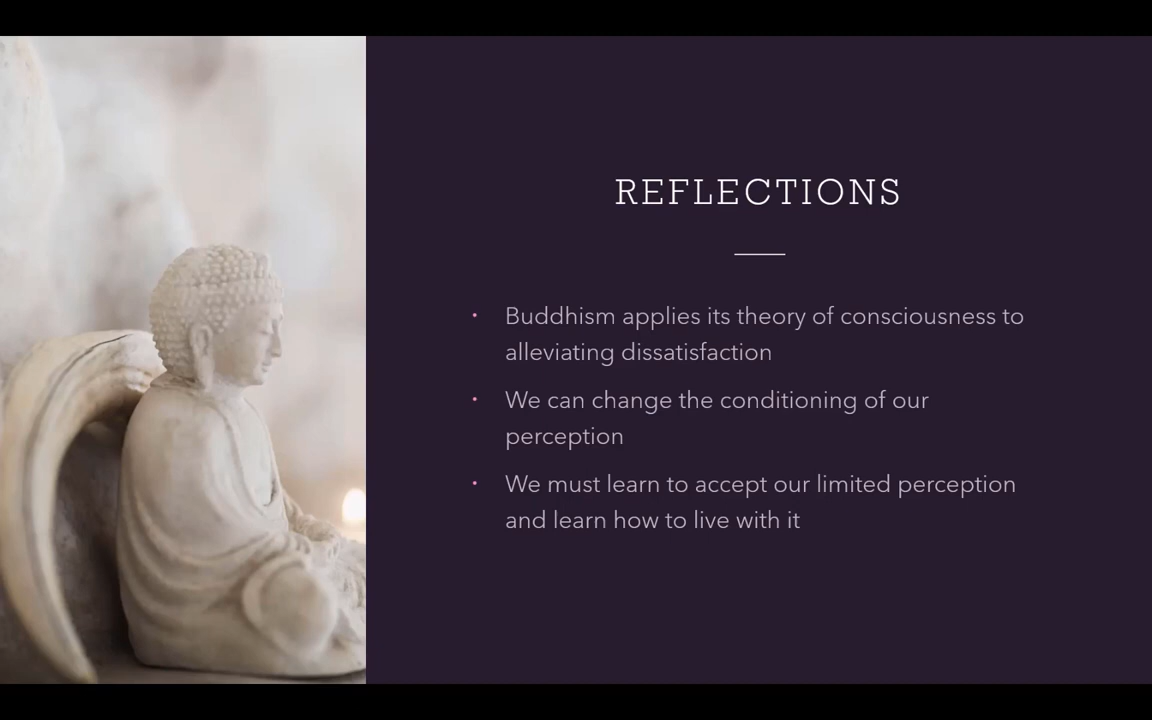 REFLECTIONS
• Buddhism applies its theory of consciousness to
alleviating dissatisfaction
• We can change the conditioning of our
perception
• We must learn to accept our limited perception
and learn how to live with it